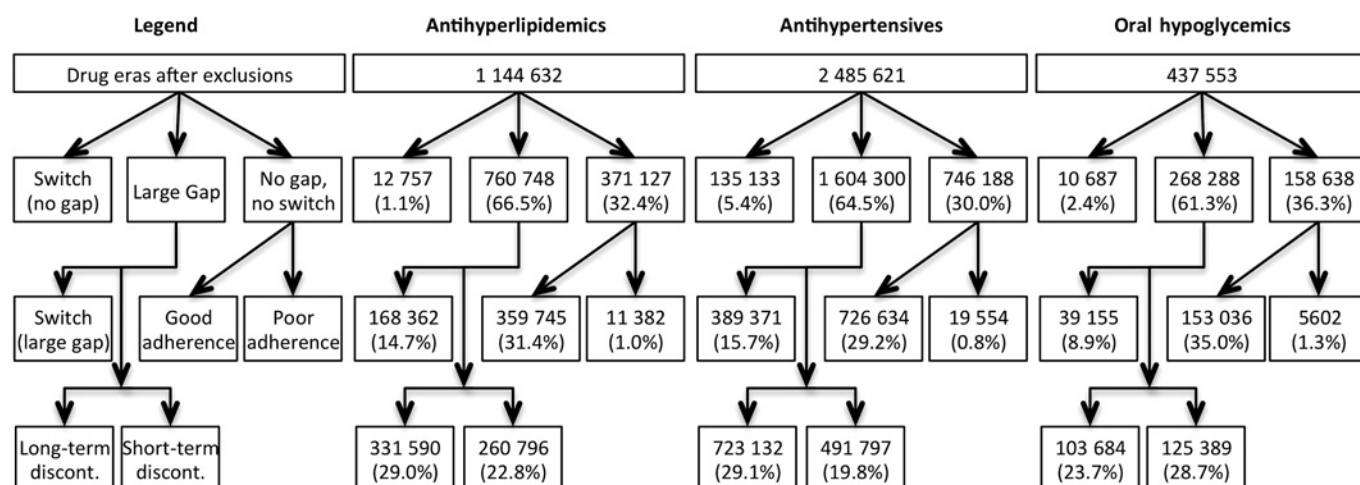 Legend
Antihyperlipidemics
Antihypertensives
Oral hypoglycemics
Drug eras after exclusions
1 144 632
2 485 621
437 553
Switch
(no gap)
Large Gap
No gap,
no switch
12 757
(1.1%)
760 748
(66.5%)
371 127
(32.4%)
135 133
(5.4%)
1 604 300
(64.5%)
746 188
(30.0%)
10 687
(2.4%)
268 288
(61.3%)
158 638
(36.3%)
Switch
(large gap)
Good
adherence
Poor
adherence
168 362
(14.7%)
359 745
(31.4%)
11 382
(1.0%)
389 371
(15.7%)
726 634
(29.2%)
19 554
(0.8%)
39 155
(8.9%)
153 036
(35.0%)
5602
(1.3%)
Long-term
discont.
Short-term
discont.
331 590
(29.0%)
260 796
(22.8%)
723 132
(29.1%)
491 797
(19.8%)
103 684
(23.7%)
125 389
(28.7%)